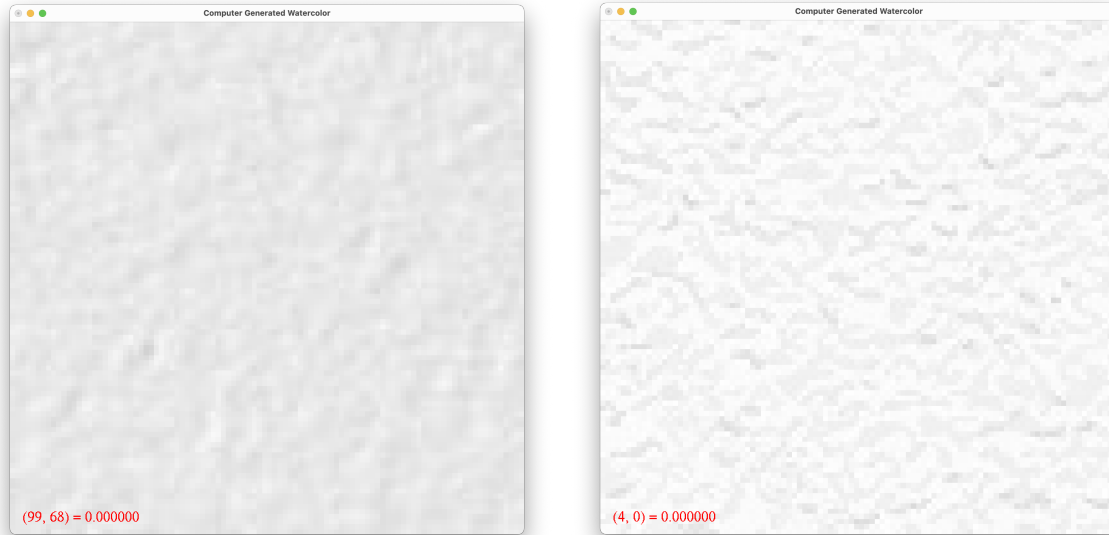 Computer Generated Watercolor
(99, 68) = 0.000000
Computer Generated Watercolor
(4, 0) = 0.000000